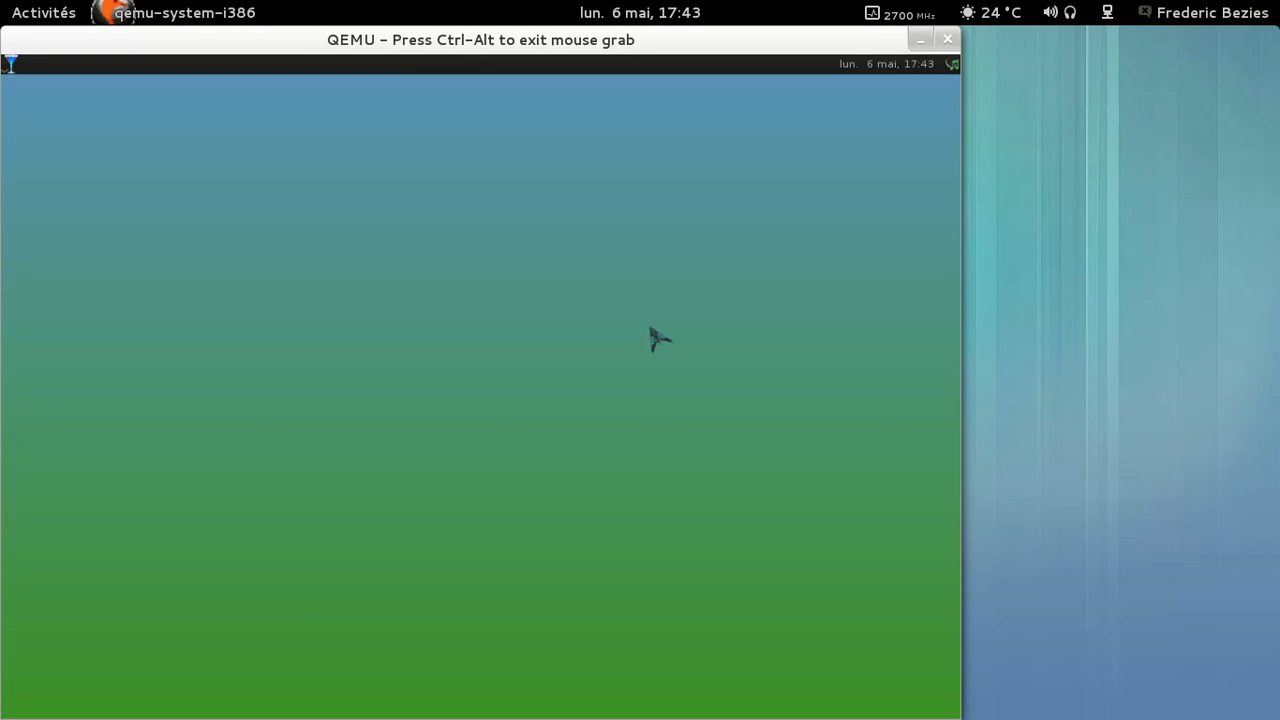 Activités qemu-system-i386 lun. 6 mai, 17:43 2700 MHz 24 °C Frederic Bezies
QEMU - Press Ctrl-Alt to exit mouse grab
lun. 6 mai, 17:43